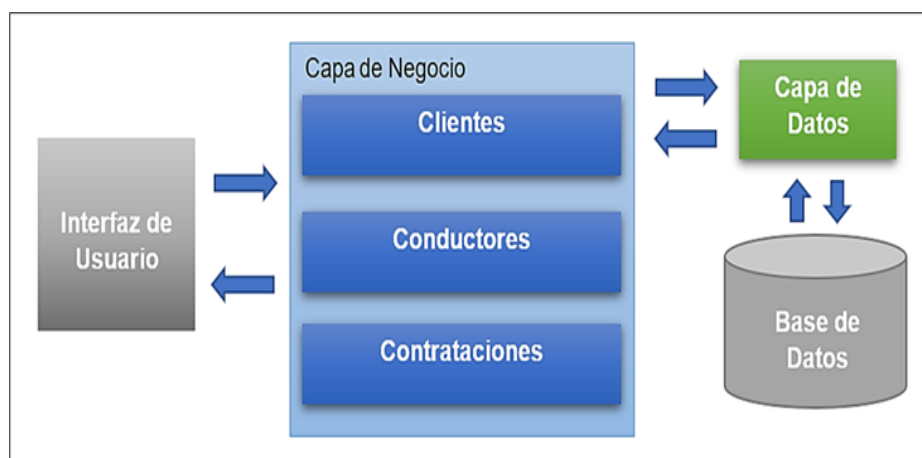 Interfaz de
Usuario
Capa de Negocio
Clientes
Conductores
Contrataciones
Capa de
Datos
Base de
Datos